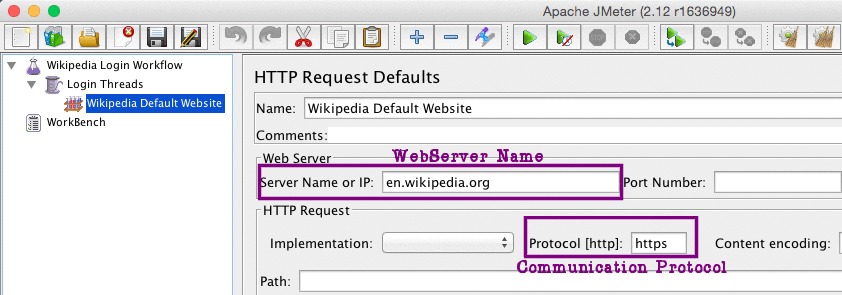 Apache JMeter (2.12 r1636949)
Wikipedia Login Workflow
Login Threads
Wikipedia Default Website
WorkBench
HTTP Request Defaults
Name: Wikipedia Default Website
Comments:
Web Server
WebServer Name
Server Name or IP: en.wikipedia.org Port Number:
HTTP Request
Implementation: Protocol [http]: https Content encoding:
Communication Protocol
Path: